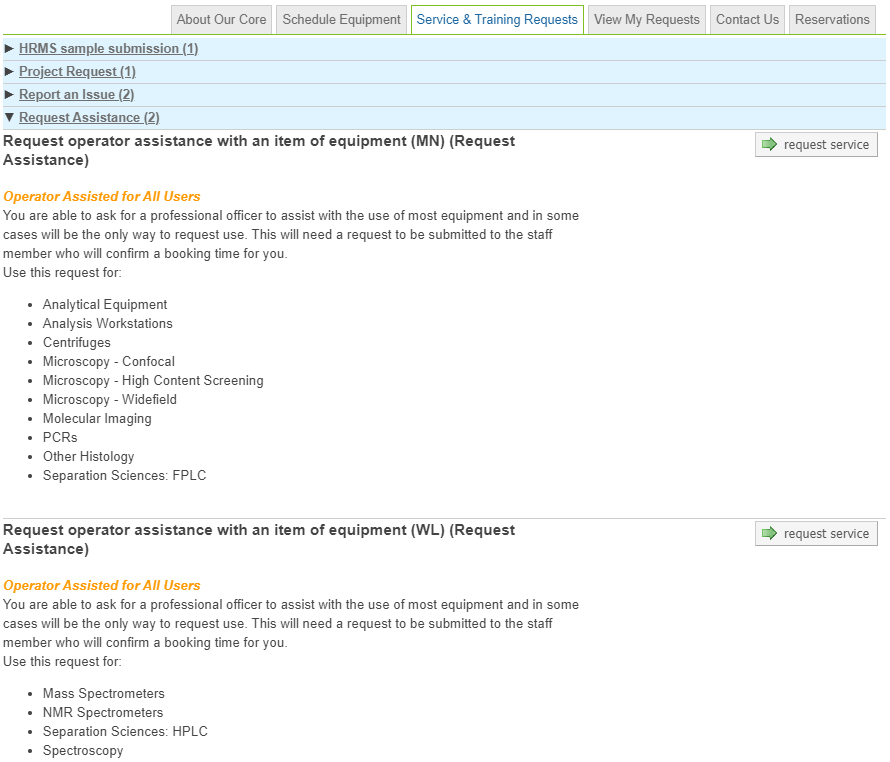 About Our Core Schedule Equipment Service & Training Requests View My Requests Contact Us Reservations
HRMS sample submission (1)
Project Request (1)
Report an Issue (2)
Request Assistance (2)
Request operator assistance with an item of equipment (MN) (Request
Assistance)
request service
Operator Assisted for All Users
You are able to ask for a professional officer to assist with the use of most equipment and in some
cases will be the only way to request use. This will need a request to be submitted to the staff
member who will confirm a booking time for you.
Use this request for:
Analytical Equipment
Analysis Workstations
Centrifuges
Microscopy - Confocal
Microscopy - High Content Screening
Microscopy - Widefield
Molecular Imaging
PCRs
Other Histology
Separation Sciences: FPLC
Request operator assistance with an item of equipment (WL) (Request
Assistance)
request service
Operator Assisted for All Users
You are able to ask for a professional officer to assist with the use of most equipment and in some
cases will be the only way to request use. This will need a request to be submitted to the staff
member who will confirm a booking time for you.
Use this request for:
Mass Spectrometers
NMR Spectrometers
Separation Sciences: HPLC
Spectroscopy